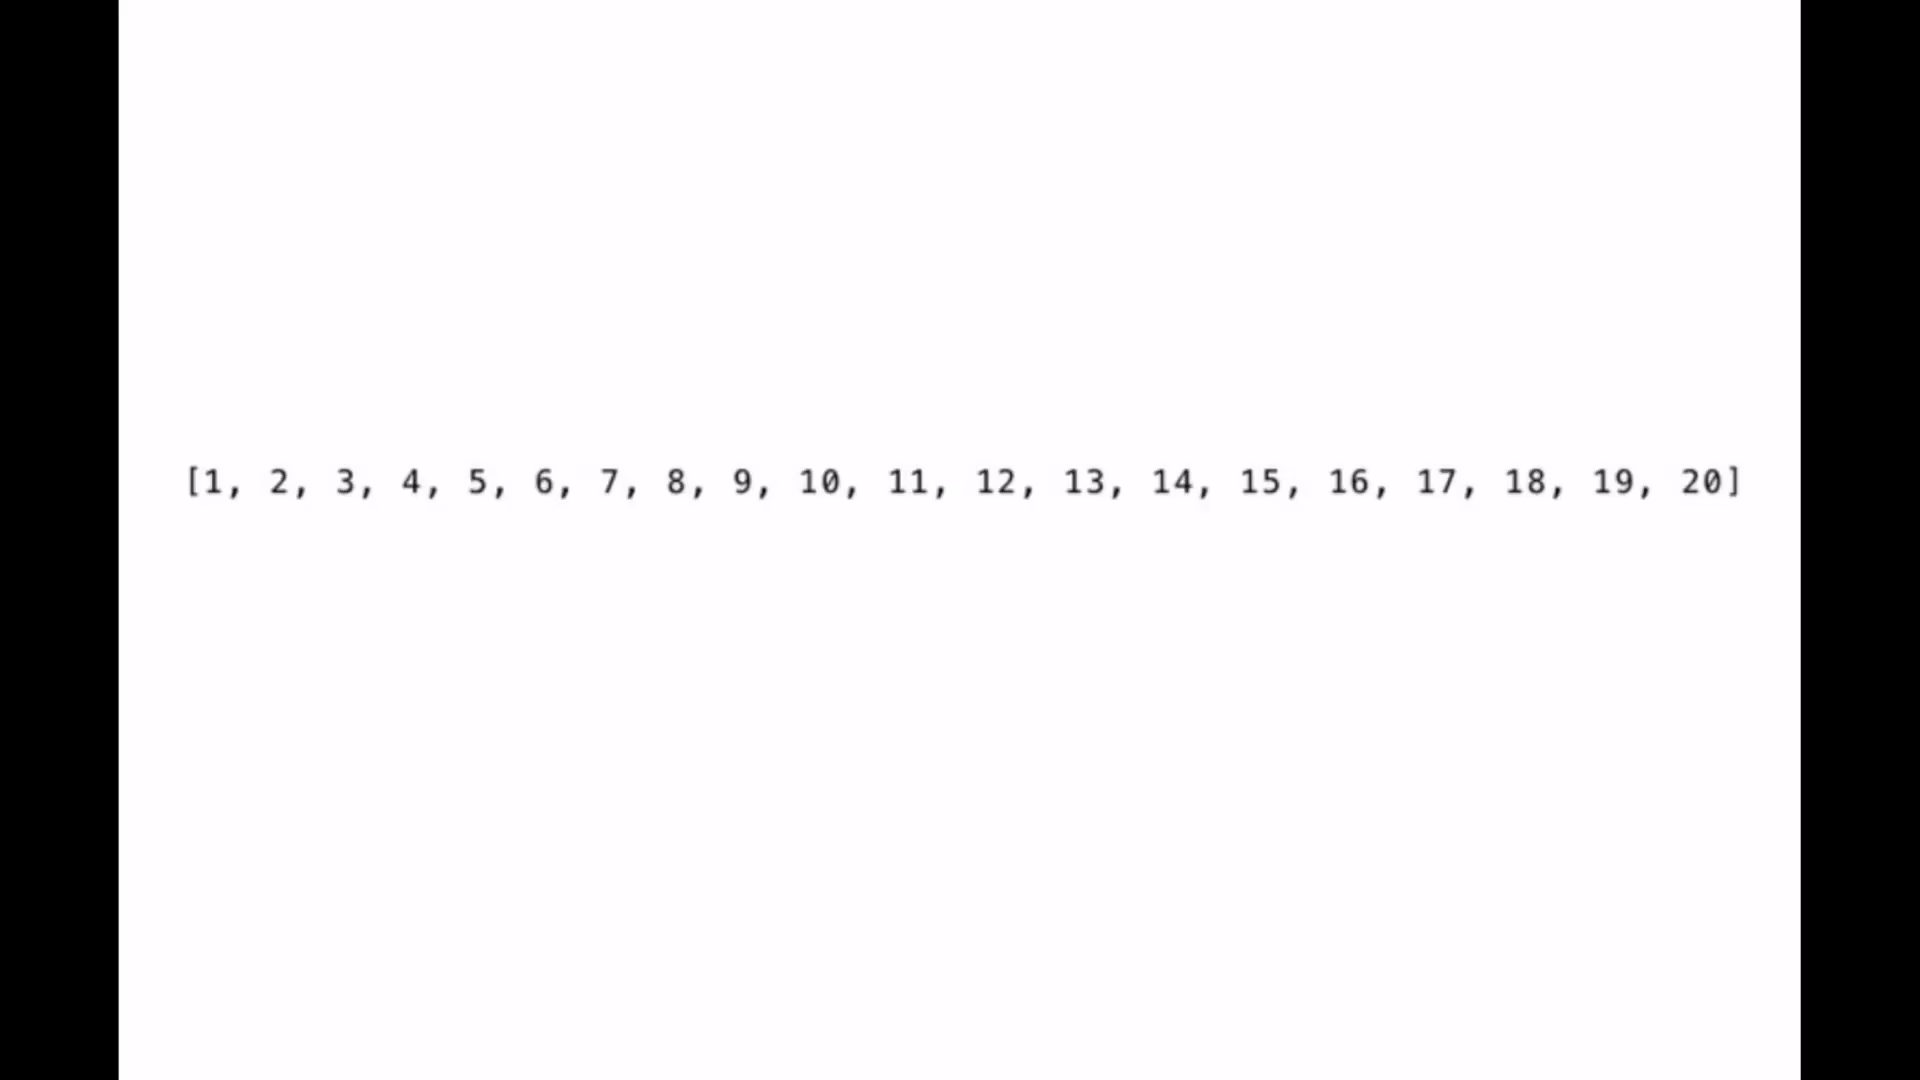 [1, 2, 3, 4, 5, 6, 7, 8, 9, 10, 11, 12, 13, 14, 15, 16, 17, 18, 19, 20]